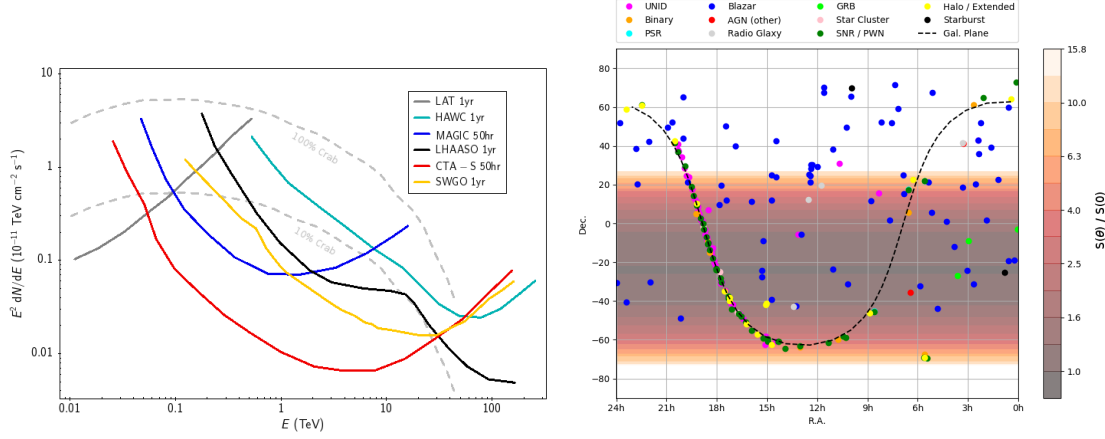 UNID
Blazar
GRB
Halo / Extended
Binary
AGN (other)
Star Cluster
Starburst
PSR
Radio Glaxy
SNR / PWN
Gal. Plane
10
1
0.1
0.01
E² dN/dE (10⁻¹¹ TeV cm⁻² s⁻¹)
100% Crab
10% Crab
LAT 1yr
HAWC 1yr
MAGIC 50hr
LHAASO 1yr
CTA – S 50hr
SWGO 1yr
0.01
0.1
1
10
100
E (TeV)
80
60
40
20
0
−20
−40
−60
−80
Dec.
24h
21h
18h
15h
12h
9h
6h
3h
0h
R.A.
15.8
10.0
6.3
4.0
2.5
1.6
1.0
S(θ) / S(0)